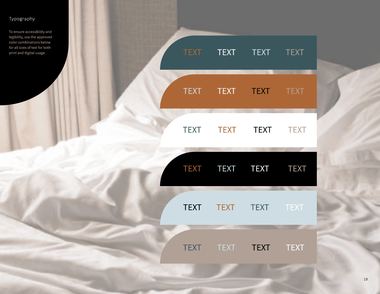 Typography
To ensure accessibility and
legibility, use the approved
color combinations below
for all sizes of text for both
print and digital usage.
TEXT TEXT TEXT TEXT
TEXT TEXT TEXT TEXT
TEXT TEXT TEXT TEXT
TEXT TEXT TEXT TEXT
TEXT TEXT TEXT TEXT
TEXT TEXT TEXT TEXT